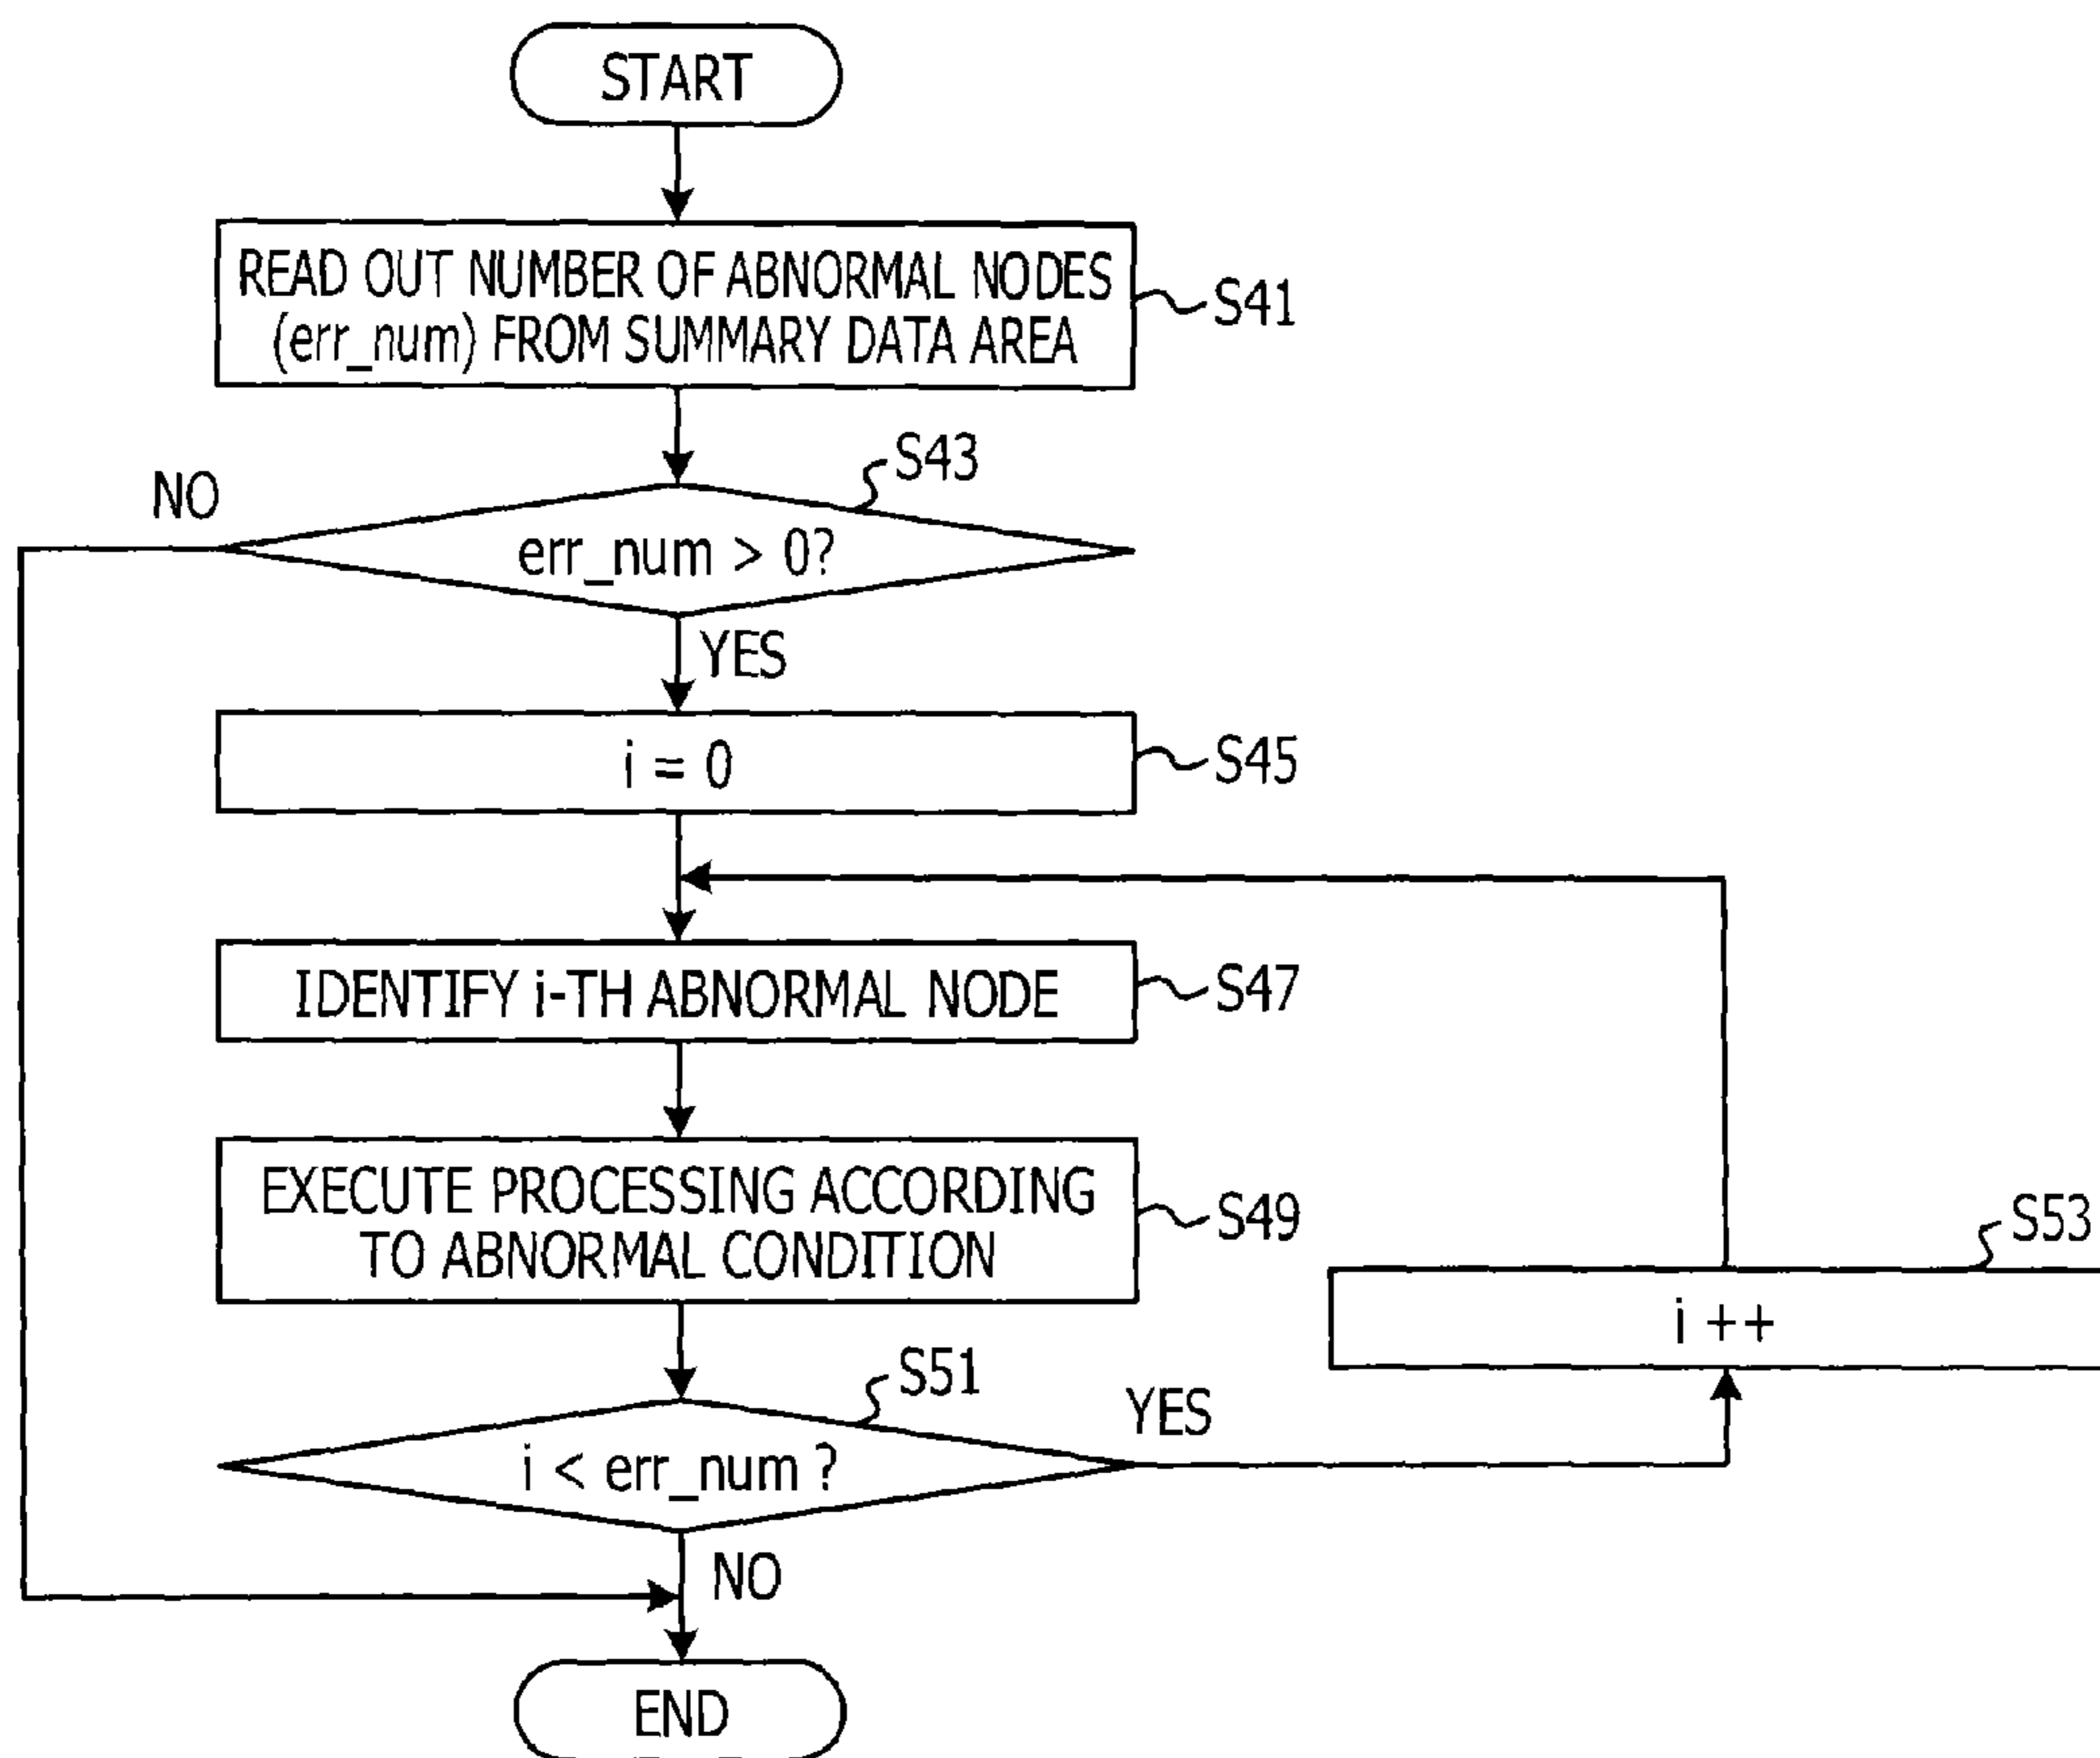 START
READ OUT NUMBER OF ABNORMAL NODES
(err_num) FROM SUMMARY DATA AREA
S41
S43
NO
err_num > 0?
YES
i = 0
S45
IDENTIFY i-TH ABNORMAL NODE
S47
EXECUTE PROCESSING ACCORDING
TO ABNORMAL CONDITION
S49
S53
i ++
S51
YES
i < err_num ?
NO
END